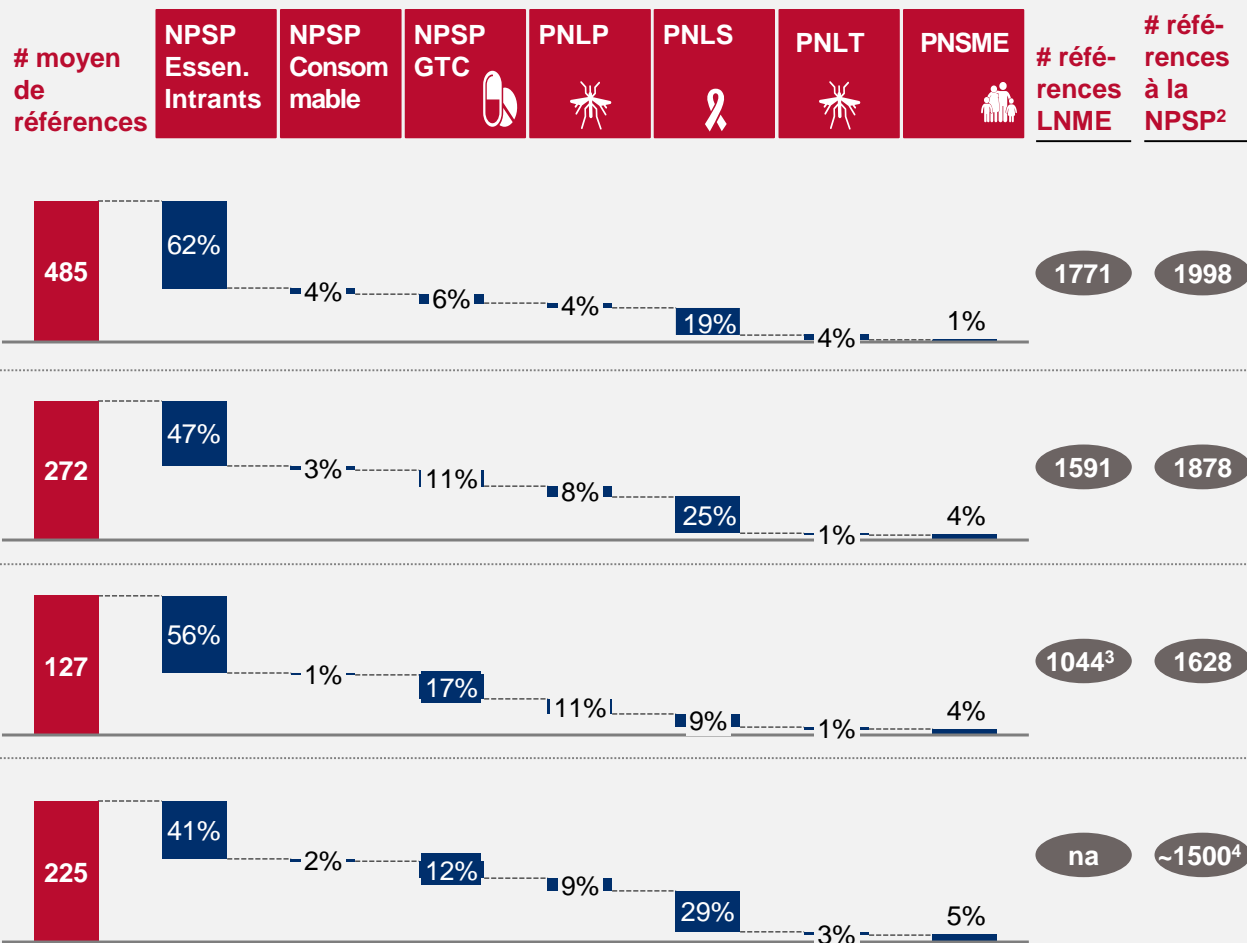 # moyen
de
références
NPSP
Essen.
Intrants
NPSP
Consom
mable
NPSP
GTC
PNLP
PNLS
PNLT
PNSME
# réfé-
rences
LNME
# réfé-
rences
à la
NPSP²
485
62%
4%
6%
4%
19%
4%
1%
1771
1998
272
47%
3%
11%
8%
25%
1%
4%
1591
1878
127
56%
1%
17%
11%
9%
1%
4%
1044³
1628
225
41%
2%
12%
9%
29%
3%
5%
na
~1500⁴